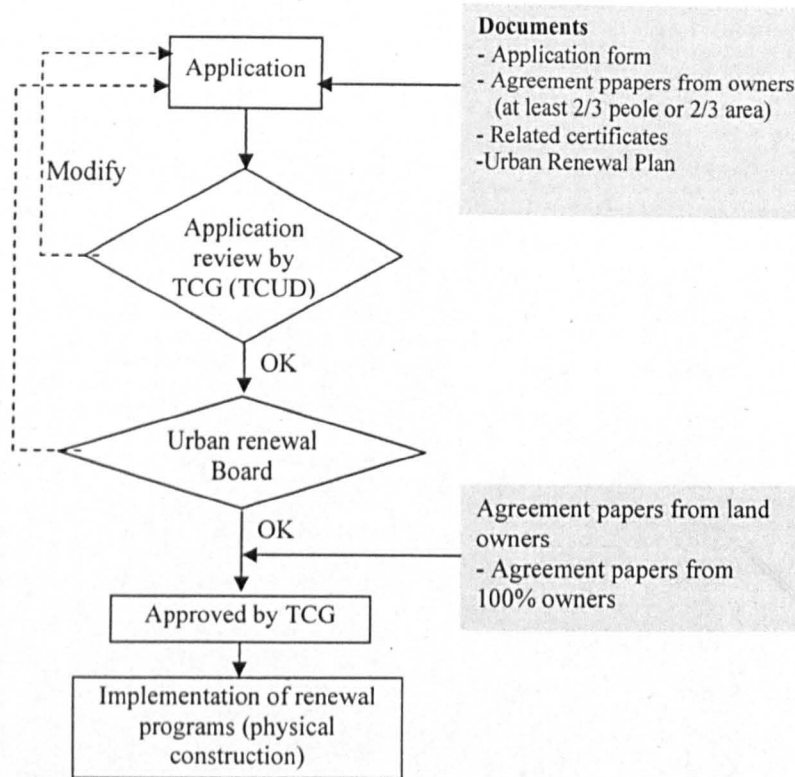 Documents
- Application form
- Agreement ppapers from owners
(at least 2/3 peole or 2/3 area)
- Related certificates
-Urban Renewal Plan
Application
Modify
Application
review by
TCG (TCUD)
OK
Urban renewal
Board
OK
Agreement papers from land
owners
- Agreement papers from
100% owners
Approved by TCG
Implementation of renewal
programs (physical
construction)